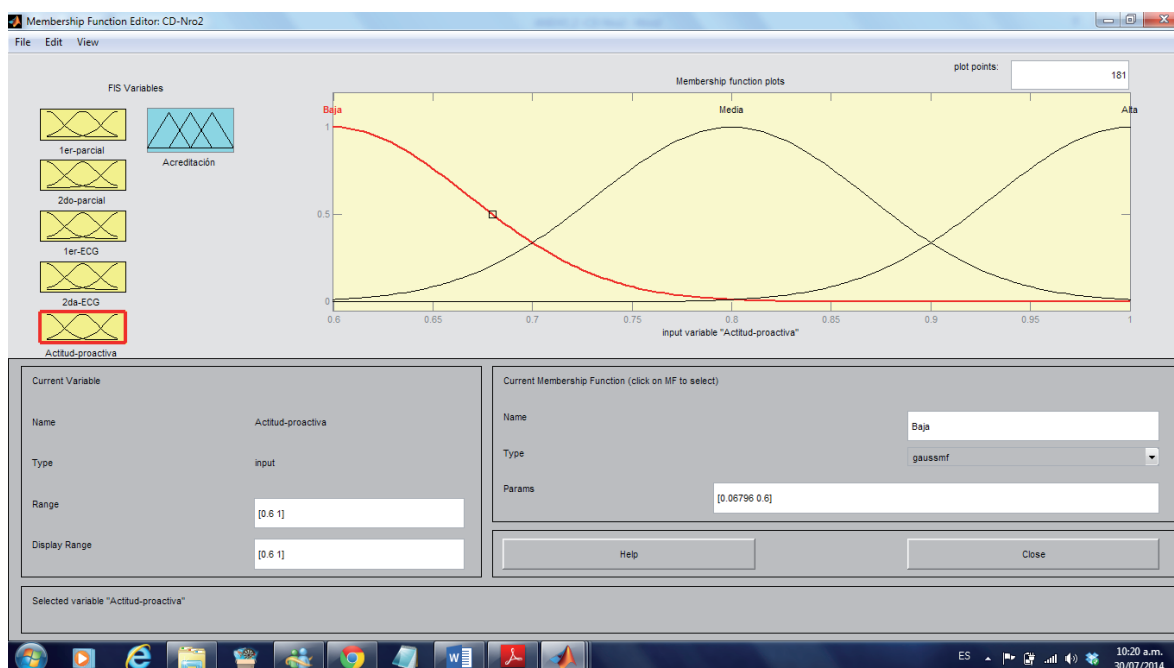 Membership Function Editor: CD-Nro2
File Edit View
FIS Variables
1er-parcial
2do-parcial
1er-ECG
2da-ECG
Actitud-proactiva
Acreditación
plot points:
181
Membership function plots
Baja
Media
Alta
1
0.5
0
0.6 0.65 0.7 0.75 0.8 0.85 0.9 0.95 1
input variable "Actitud-proactiva"
Current Variable
Name Actitud-proactiva
Type input
Range [0.6 1]
Display Range [0.6 1]
Current Membership Function (click on MF to select)
Name Baja
Type gaussmf
Params [0.06796 0.6]
Help
Close
Selected variable "Actitud-proactiva"
ES
10:20 a.m.
30/07/2014